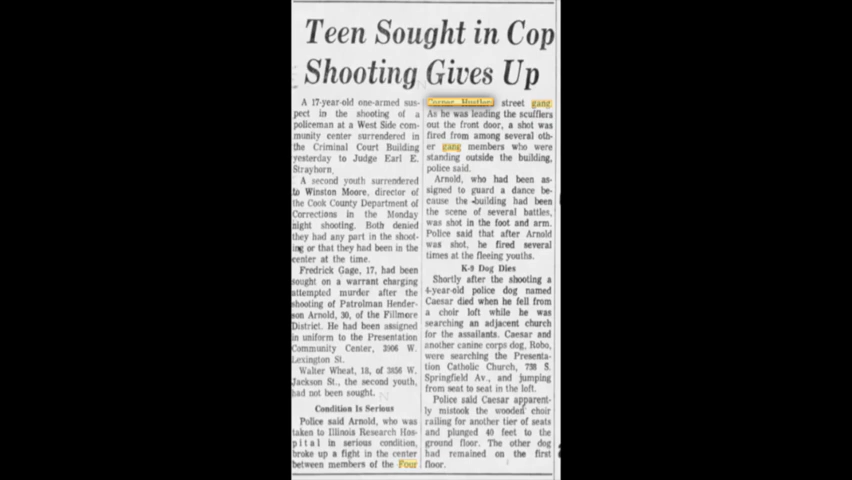 Teen Sought in Cop
Shooting Gives Up
A 17-year-old one-armed sus-
pect in the shooting of a
policeman at a West Side com-
munity center surrendered in
the Criminal Court Building
yesterday to Judge Earl E.
Strayhorn.
A second youth surrendered
to Winston Moore, director of
the Cook County Department of
Corrections in the Monday
night shooting. Both denied
they had any part in the shoot-
ing or that they had been in the
center at the time.
Fredrick Gage, 17, had been
sought on a warrant charging
attempted murder after the
shooting of Patrolman Hender-
son Arnold, 30, of the Fillmore
District. He had been assigned
in uniform to the Presentation
Community Center, 3906 W.
Lexington St.
Walter Wheat, 18, of 3856 W.
Jackson St., the second youth,
had not been sought.
Condition Is Serious
Police said Arnold, who was
taken to Illinois Research Hos-
pital in serious condition,
broke up a fight in the center
between members of the Four
Corner Hustlers street gang.
As he was leading the scufflers
out the front door, a shot was
fired from among several oth-
er gang members who were
standing outside the building,
police said.
Arnold, who had been as-
signed to guard a dance be-
cause the building had been
the scene of several battles,
was shot in the foot and arm.
Police said that after Arnold
was shot, he fired several
times at the fleeing youths.
K-9 Dog Dies
Shortly after the shooting a
4-year-old police dog named
Caesar died when he fell from
a choir loft while he was
searching an adjacent church
for the assailants. Caesar and
another canine corps dog, Robo,
were searching the Presenta-
tion Catholic Church, 738 S.
Springfield Av., and jumping
from seat to seat in the loft.
Police said Caesar apparent-
ly mistook the wooden choir
railing for another tier of seats
and plunged 40 feet to the
ground floor. The other dog
had remained on the first
floor.